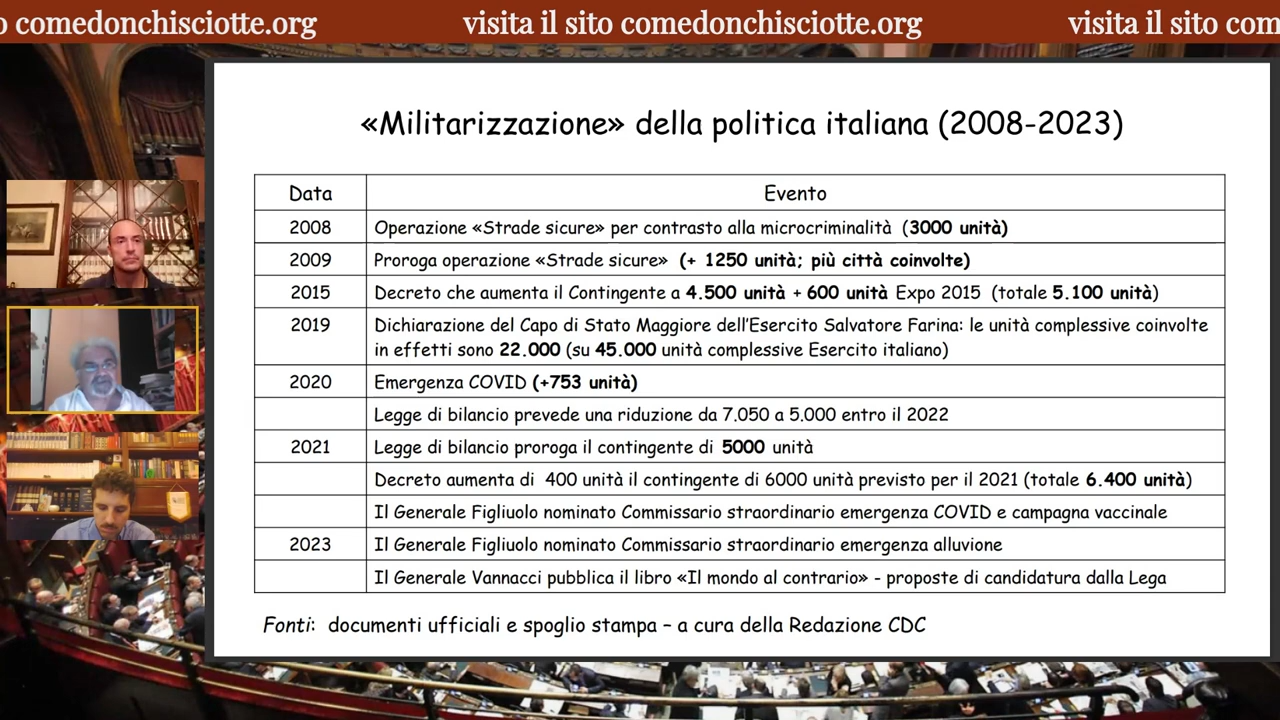 o comedonchisciotte.org visita il sito comedonchisciotte.org visita il sito com
«Militarizzazione» della politica italiana (2008-2023)
Data Evento
2008 Operazione «Strade sicure» per contrasto alla microcriminalità (3000 unità)
2009 Proroga operazione «Strade sicure» (+ 1250 unità; più città coinvolte)
2015 Decreto che aumenta il Contingente a 4.500 unità + 600 unità Expo 2015 (totale 5.100 unità)
2019 Dichiarazione del Capo di Stato Maggiore dell'Esercito Salvatore Farina: le unità complessive coinvolte
in effetti sono 22.000 (su 45.000 unità complessive Esercito italiano)
2020 Emergenza COVID (+753 unità)
Legge di bilancio prevede una riduzione da 7.050 a 5.000 entro il 2022
2021 Legge di bilancio proroga il contingente di 5000 unità
Decreto aumenta di 400 unità il contingente di 6000 unità previsto per il 2021 (totale 6.400 unità)
Il Generale Figliuolo nominato Commissario straordinario emergenza COVID e campagna vaccinale
2023 Il Generale Figliuolo nominato Commissario straordinario emergenza alluvione
Il Generale Vannacci pubblica il libro «Il mondo al contrario» - proposte di candidatura dalla Lega
Fonti: documenti ufficiali e spoglio stampa – a cura della Redazione CDC